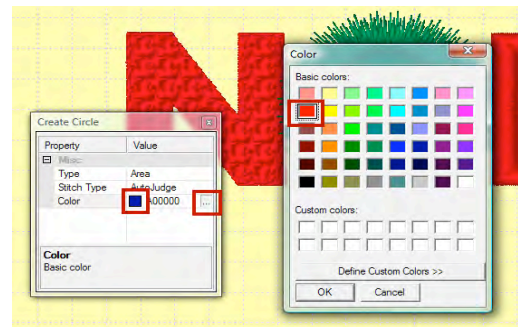 Create Circle
Property Value
Misc
Type Area
Stitch Type AutoJudge
Color A00000 ...
Color
Basic color
Color
Basic colors:
Custom colors:
Define Custom Colors >>
OK Cancel
N